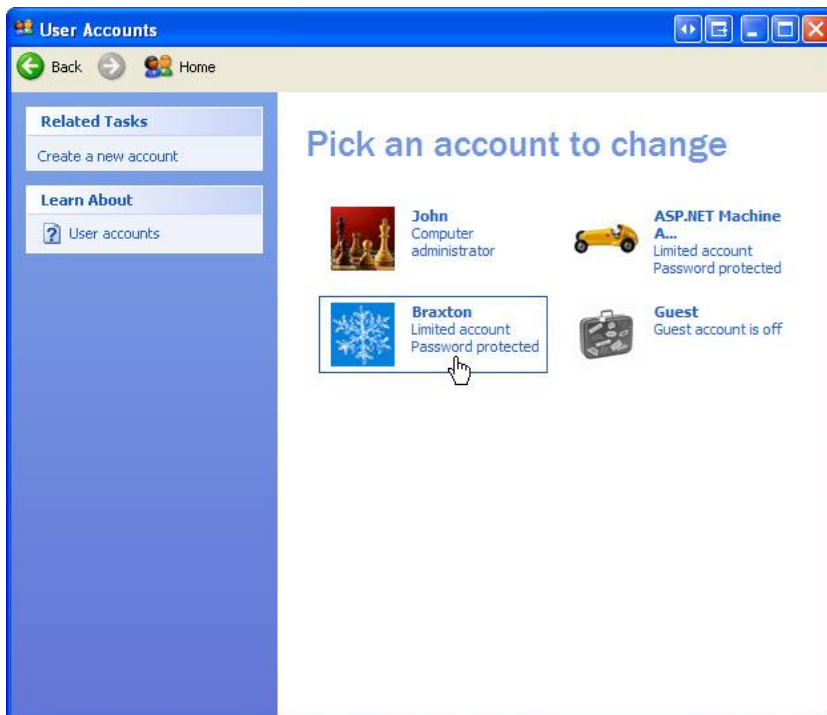 User Accounts
Back
Home
Related Tasks
Create a new account
Learn About
User accounts
Pick an account to change
John
Computer
administrator
ASP.NET Machine
A...
Limited account
Password protected
Braxton
Limited account
Password protected
Guest
Guest account is off